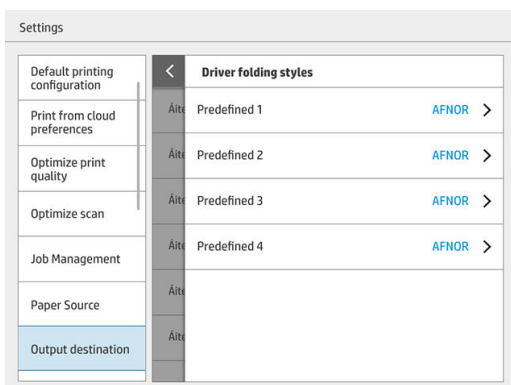 Settings
Default printing
configuration
Print from cloud
preferences
Optimize print
quality
Optimize scan
Job Management
Paper Source
Output destination
Driver folding styles
Predefined 1 AFNOR
Predefined 2 AFNOR
Predefined 3 AFNOR
Predefined 4 AFNOR